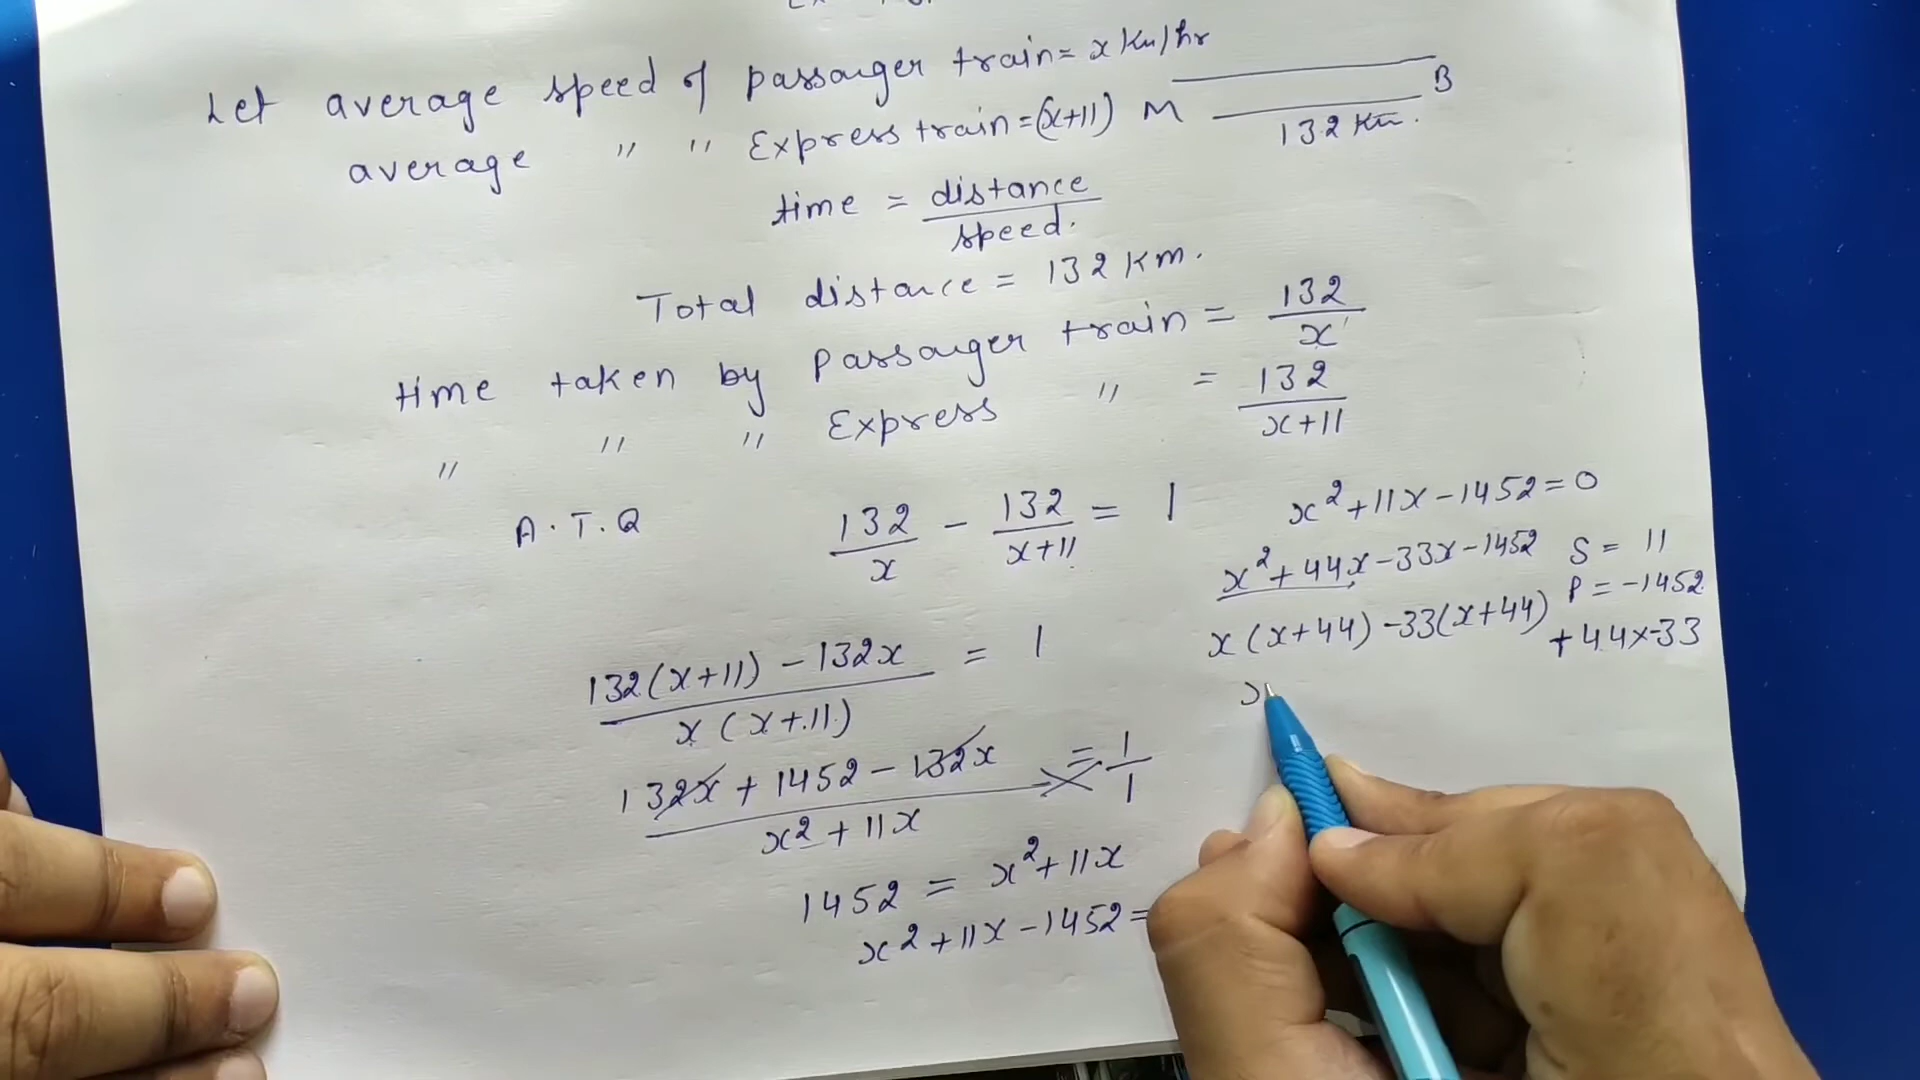 Let average speed of passanger train = x Km/hr
average " " Express train = (x+11) M B
132 Km.
time = distance/speed.
Total distance = 132 Km.
time taken by Passanger train = 132/x
" " " Express " = 132/x+11
A.T.Q 132/x - 132/x+11 = 1
132(x+11) - 132x / x(x+11) = 1
132x + 1452 - 132x / x² + 11x = 1/1
1452 = x² + 11x
x² + 11x - 1452 =
x² + 11x - 1452 = 0
x² + 44x - 33x - 1452 S = 11
P = -1452
x(x+44) - 33(x+44) + 44 x -33
x